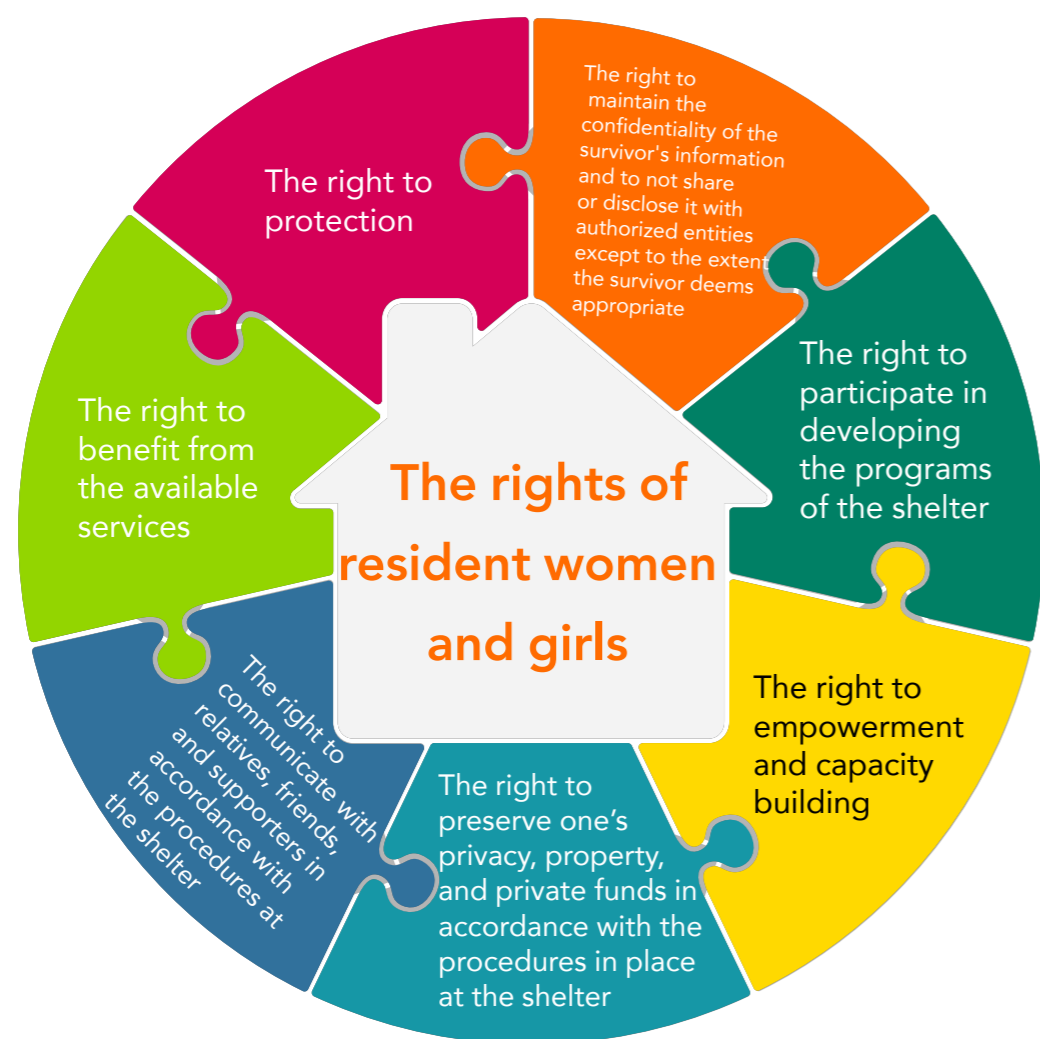 The rights of
resident women
and girls
The right to
protection
The right to
maintain the
confidentiality of the
survivor's information
and to not share
or disclose it with
authorized entities
except to the extent
the survivor deems
appropriate
The right to
participate in
developing
the programs
of the shelter
The right to
empowerment
and capacity
building
The right to
preserve one’s
privacy, property,
and private funds in
accordance with the
procedures in place
at the shelter
The right to
communicate with
relatives, friends,
and supporters in
accordance with
the procedures at
the shelter
The right to
benefit from
the available
services